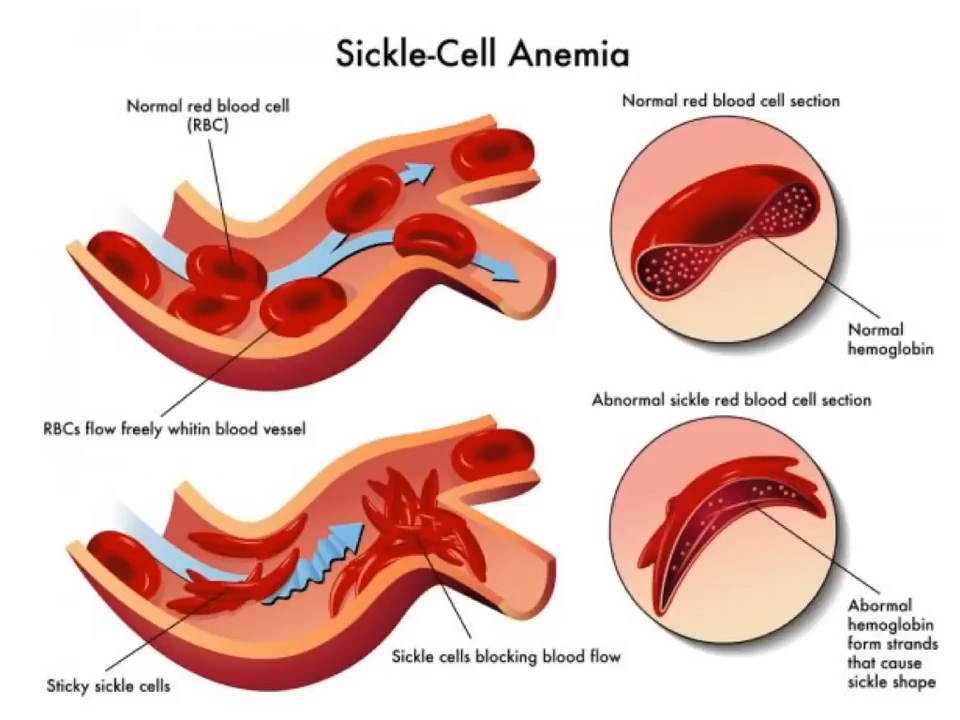 Sickle-Cell Anemia
Normal red blood cell
(RBC)
Normal red blood cell section
Normal
hemoglobin
RBCs flow freely whitin blood vessel
Abnormal sickle red blood cell section
Abormal
hemoglobin
form strands
that cause
sickle shape
Sickle cells blocking blood flow
Sticky sickle cells